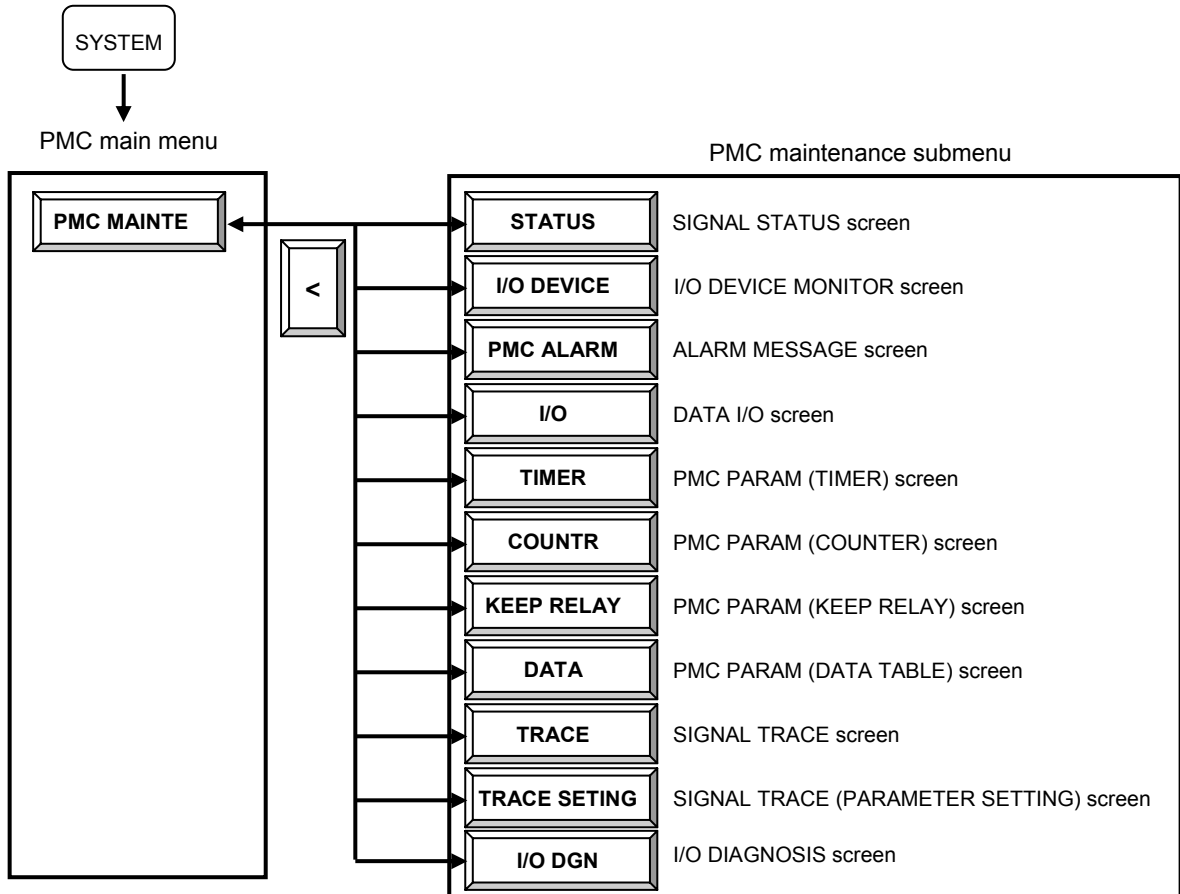 SYSTEM
PMC main menu
PMC maintenance submenu
PMC MAINTE
<
STATUS SIGNAL STATUS screen
I/O DEVICE I/O DEVICE MONITOR screen
PMC ALARM ALARM MESSAGE screen
I/O DATA I/O screen
TIMER PMC PARAM (TIMER) screen
COUNTR PMC PARAM (COUNTER) screen
KEEP RELAY PMC PARAM (KEEP RELAY) screen
DATA PMC PARAM (DATA TABLE) screen
TRACE SIGNAL TRACE screen
TRACE SETING SIGNAL TRACE (PARAMETER SETTING) screen
I/O DGN I/O DIAGNOSIS screen